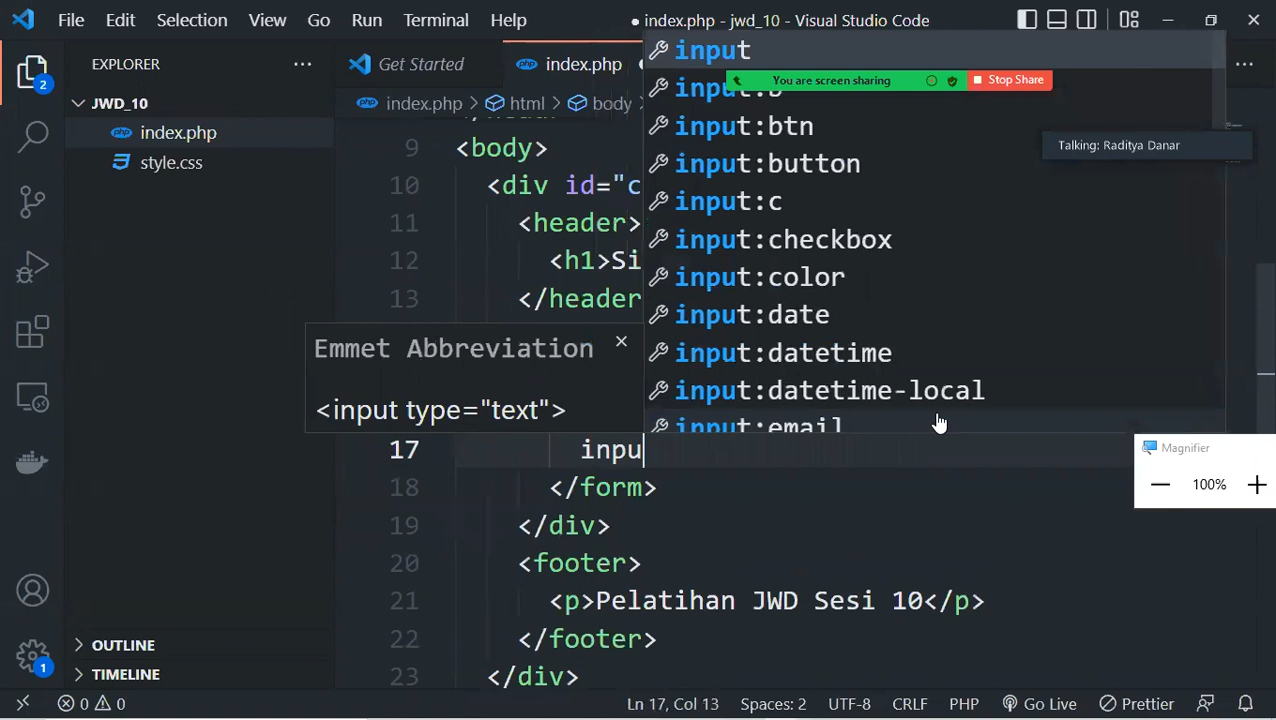 File Edit Selection View Go Run Terminal Help
● index.php - jwd_10 - Visual Studio Code
EXPLORER
JWD_10
index.php
style.css
OUTLINE
TIMELINE
2
1
Get Started
index.php
index.php > html > body
9 <body>
10 <div id="c
11 <header>
12 <h1>Si
13 </header
17 inpu
18 </form>
19 </div>
20 <footer>
21 <p>Pelatihan JWD Sesi 10</p>
22 </footer>
23 </div>
Emmet Abbreviation
<input type="text">
input
You are screen sharing Stop Share
input:btn
input:button
input:c
input:checkbox
input:color
input:date
input:datetime
input:datetime-local
input:email
Talking: Raditya Danar
Magnifier
100%
0 0
Ln 17, Col 13 Spaces: 2 UTF-8 CRLF PHP Go Live Prettier